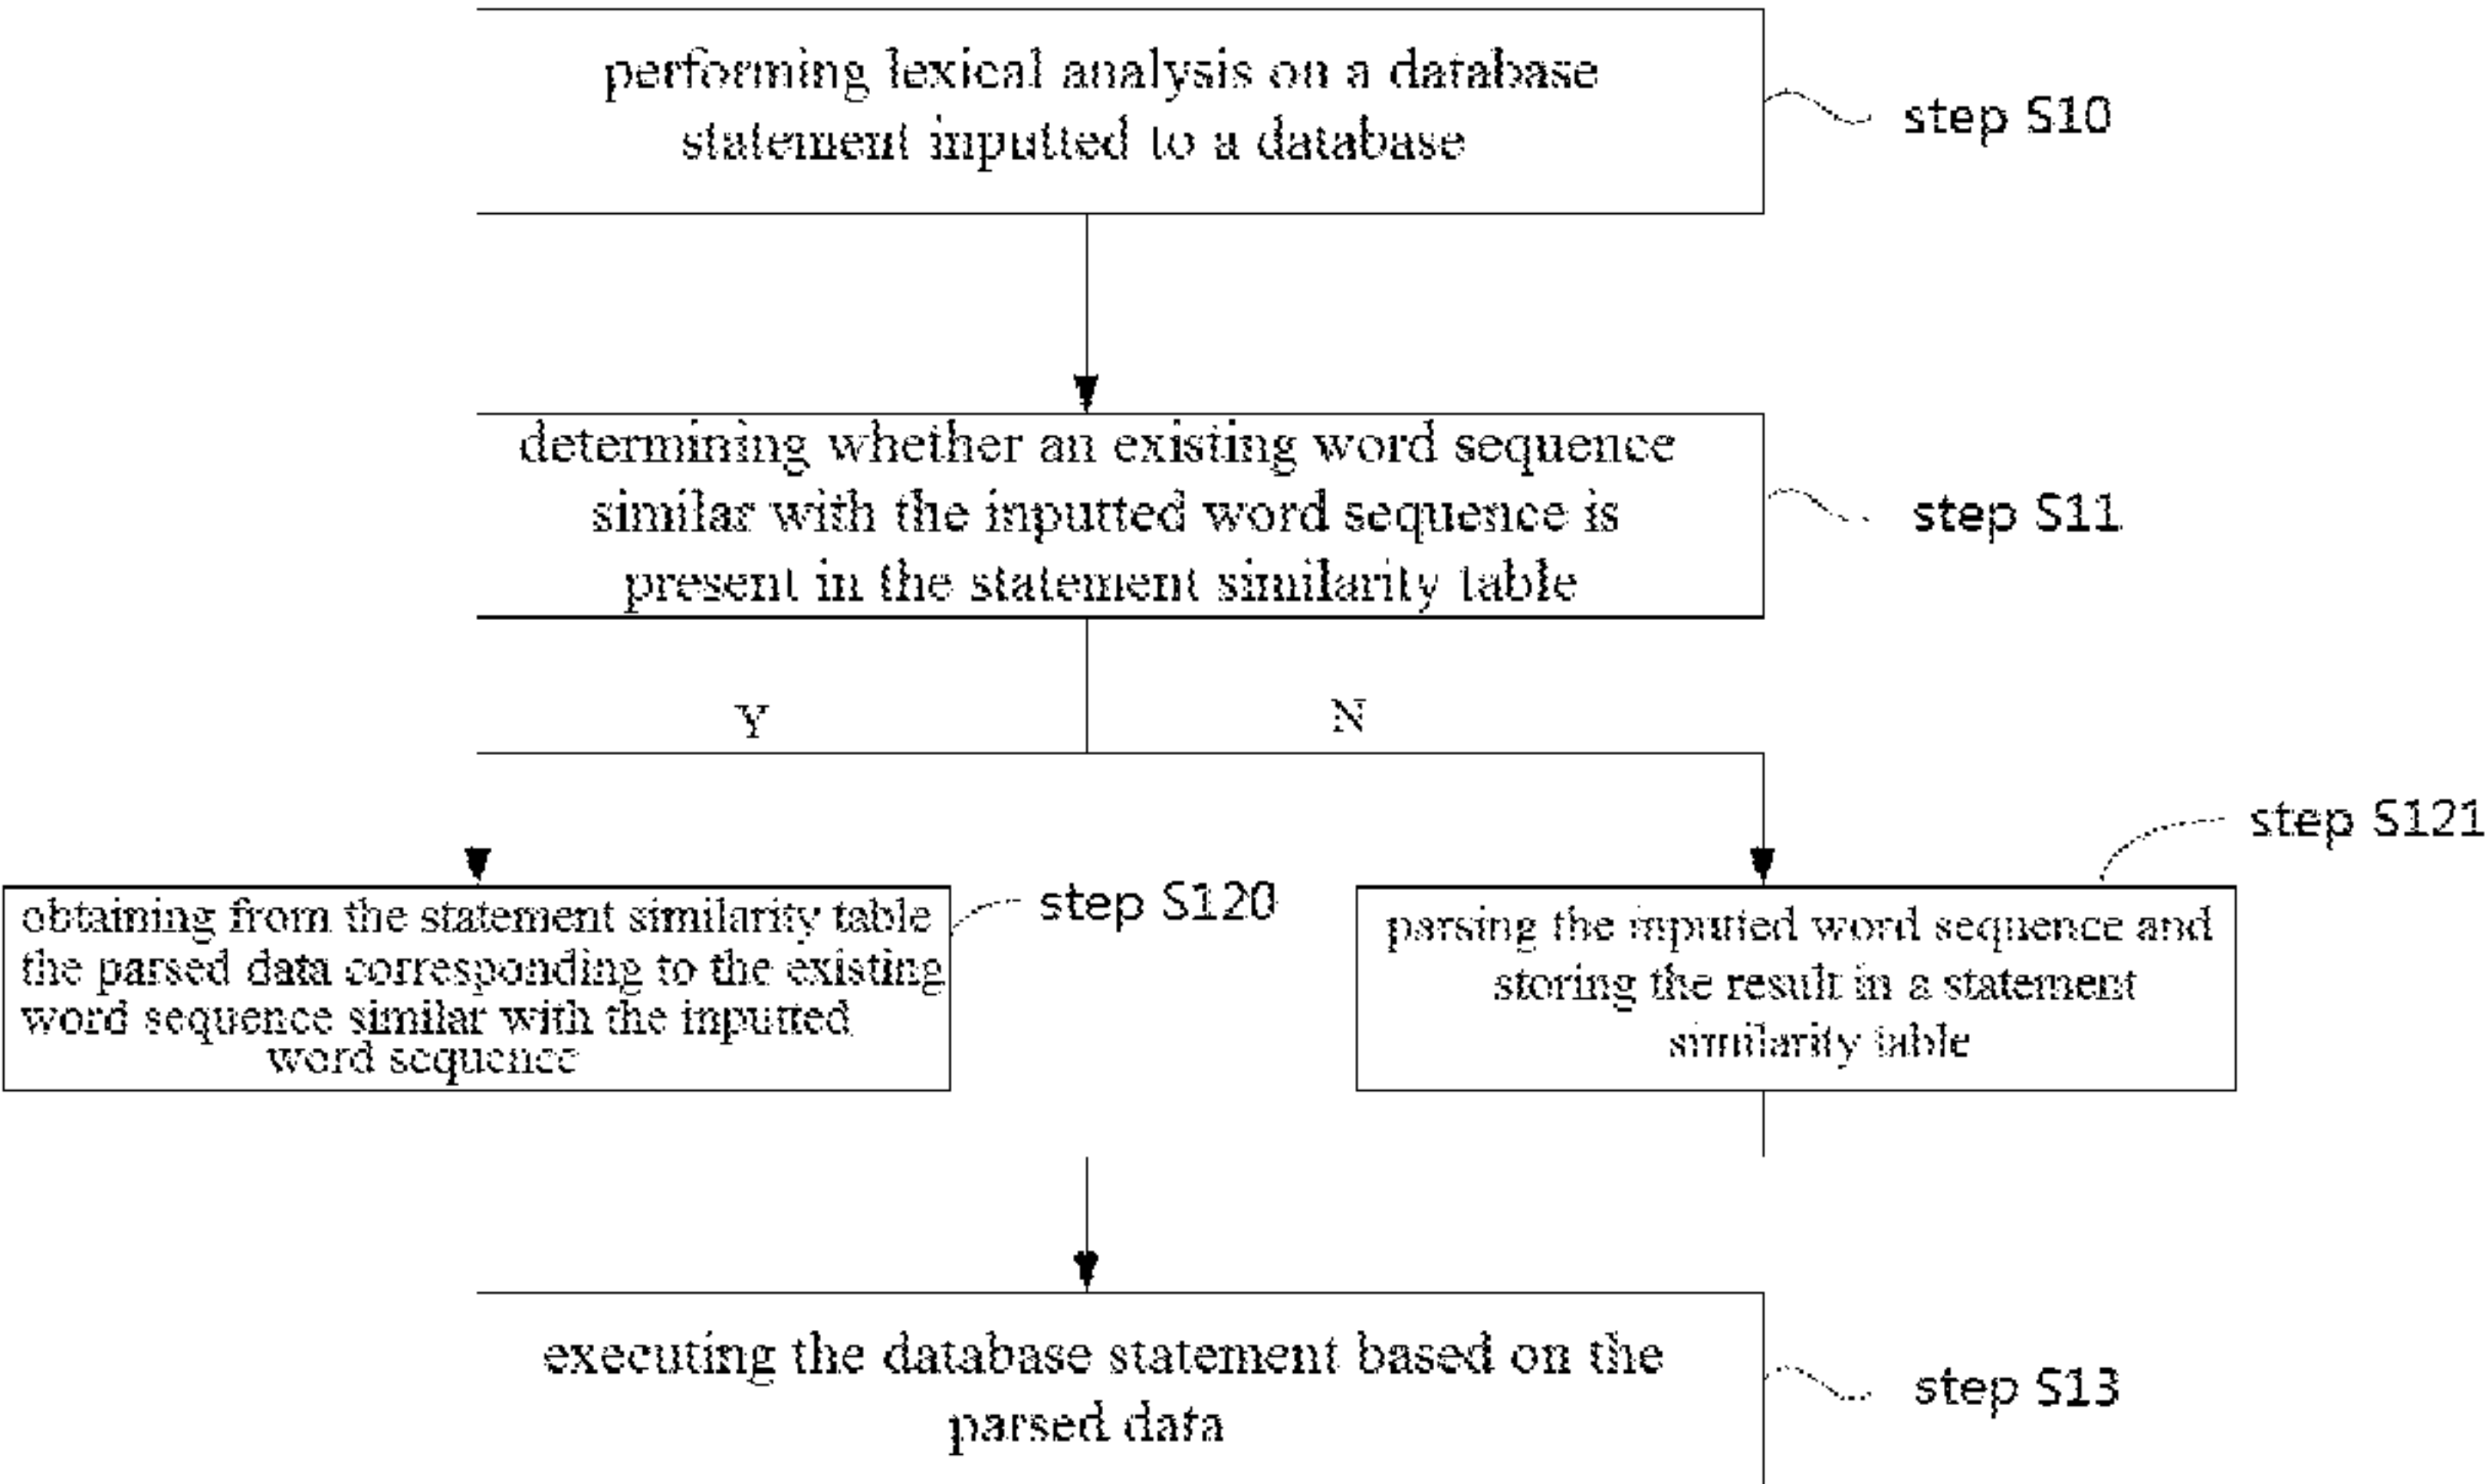 performing lexical analysis on a database
statement inputted to a database
step S10
determining whether an existing word sequence
similar with the inputted word sequence is
present in the statement similarity table
step S11
Y
N
step S120
obtaining from the statement similarity table
the parsed data corresponding to the existing
word sequence similar with the inputted
word sequence
step S121
parsing the inputted word sequence and
storing the result in a statement
similarity table
executing the database statement based on the
parsed data
step S13